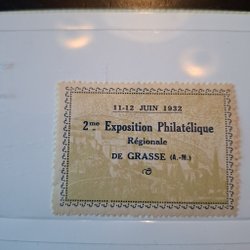 11-12 JUIN 1932
2me Exposition Philatélique
Régionale
DE GRASSE (A.-M.)